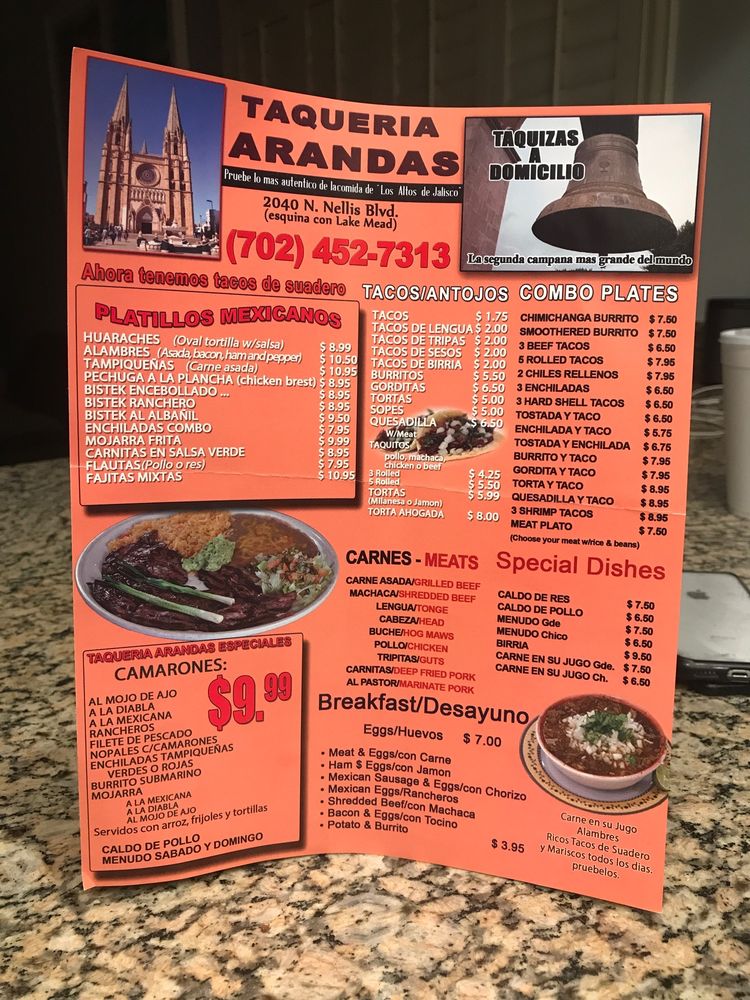 TAQUERIA
ARANDAS
Pruebe lo mas autentico de lacomida de "Los Altos de Jalisco"
2040 N. Nellis Blvd.
(esquina con Lake Mead)
(702) 452-7313
TAQUIZAS
A
DOMICILIO
La segunda campana mas grande del mundo
Ahora tenemos tacos de suadero
PLATILLOS MEXICANOS
HUARACHES (Oval tortilla w/salsa) $ 8.99
ALAMBRES (Asada, bacon, ham and pepper) $ 10.50
TAMPIQUEÑAS (Carne asada) $ 10.95
PECHUGA A LA PLANCHA (chicken brest) $ 8.95
BISTEK ENCEBOLLADO ... $ 8.95
BISTEK RANCHERO $ 8.95
BISTEK AL ALBAÑIL $ 9.50
ENCHILADAS COMBO $ 7.95
MOJARRA FRITA $ 9.99
CARNITAS EN SALSA VERDE $ 8.95
FLAUTAS (Pollo o res) $ 7.95
FAJITAS MIXTAS $ 10.95
TACOS/ANTOJOS
TACOS $ 1.75
TACOS DE LENGUA $ 2.00
TACOS DE TRIPAS $ 2.00
TACOS DE SESOS $ 2.00
TACOS DE BIRRIA $ 2.00
BURRITOS $ 5.50
GORDITAS $ 6.50
TORTAS $ 5.00
SOPES $ 5.00
QUESADILLA $ 6.50
W/Meat
TAQUITOS
pollo, machaca,
chicken o beef
3 Rolled $ 4.25
5 Rolled $ 5.50
TORTAS $ 5.99
(Milanesa o Jamon)
TORTA AHOGADA $ 8.00
COMBO PLATES
CHIMICHANGA BURRITO $ 7.50
SMOOTHERED BURRITO $ 7.50
3 BEEF TACOS $ 6.50
5 ROLLED TACOS $ 7.95
2 CHILES RELLENOS $ 7.95
3 ENCHILADAS $ 6.50
3 HARD SHELL TACOS $ 6.50
TOSTADA Y TACO $ 6.50
ENCHILADA Y TACO $ 5.75
TOSTADA Y ENCHILADA $ 6.75
BURRITO Y TACO $ 7.95
GORDITA Y TACO $ 7.95
TORTA Y TACO $ 8.95
QUESADILLA Y TACO $ 8.95
3 SHRIMP TACOS $ 8.95
MEAT PLATO $ 7.50
(Choose your meat w/rice & beans)
CARNES - MEATS
CARNE ASADA/GRILLED BEEF
MACHACA/SHREDDED BEEF
LENGUA/TONGE
CABEZA/HEAD
BUCHE/HOG MAWS
POLLO/CHICKEN
TRIPITAS/GUTS
CARNITAS/DEEP FRIED PORK
AL PASTOR/MARINATE PORK
Special Dishes
CALDO DE RES $ 7.50
CALDO DE POLLO $ 6.50
MENUDO Gde $ 7.50
MENUDO Chico $ 6.50
BIRRIA $ 9.50
CARNE EN SU JUGO Gde. $ 7.50
CARNE EN SU JUGO Ch. $ 6.50
TAQUERIA ARANDAS ESPECIALES
CAMARONES:
$9.99
AL MOJO DE AJO
A LA DIABLA
A LA MEXICANA
RANCHEROS
FILETE DE PESCADO
NOPALES C/CAMARONES
ENCHILADAS TAMPIQUEÑAS
VERDES O ROJAS
BURRITO SUBMARINO
MOJARRA
A LA MEXICANA
A LA DIABLA
AL MOJO DE AJO
Servidos con arroz, frijoles y tortillas
CALDO DE POLLO
MENUDO SABADO Y DOMINGO
Breakfast/Desayuno
Eggs/Huevos $ 7.00
• Meat & Eggs/con Carne
• Ham $ Eggs/con Jamon
• Mexican Sausage & Eggs/con Chorizo
• Mexican Eggs/Rancheros
• Shredded Beef/con Machaca
• Bacon & Eggs/con Tocino
• Potato & Burrito $ 3.95
Carne en su Jugo
Alambres
Ricos Tacos de Suadero
y Mariscos todos los dias.
pruebelos.